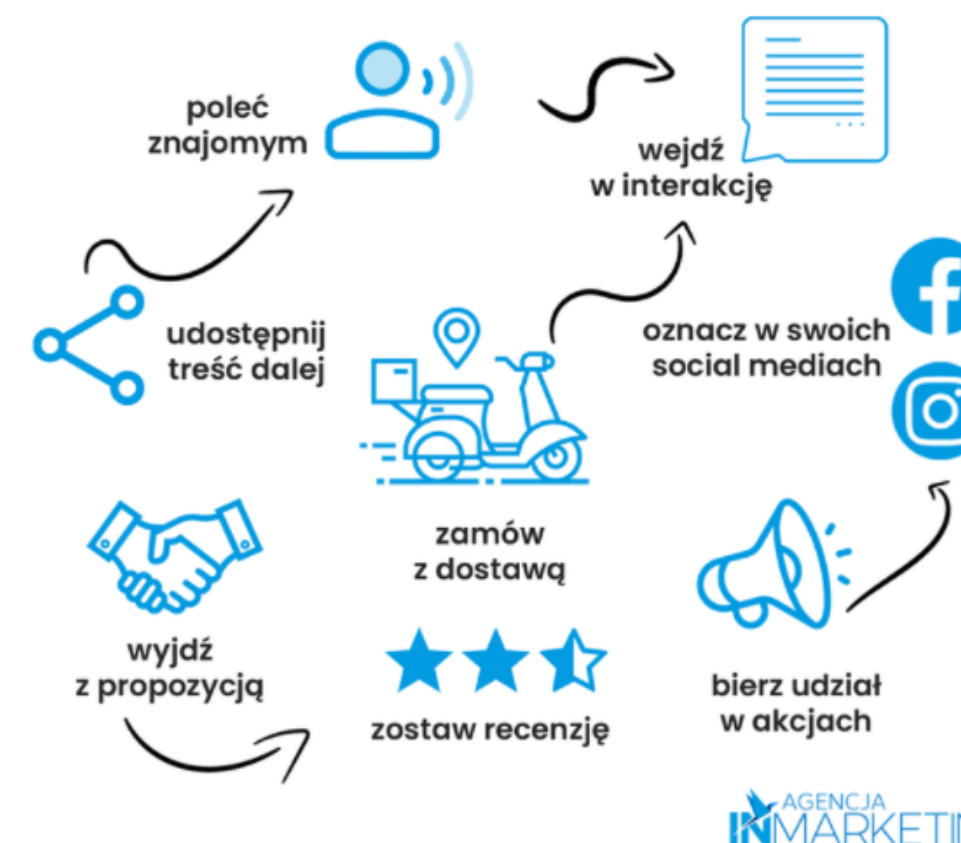 poleć
znajomym
wejdź
w interakcję
udostępnij
treść dalej
oznacz w swoich
social mediach
zamów
z dostawą
wyjdź
z propozycją
zostaw recenzję
bierz udział
w akcjach
AGENCJA
INMARKETIN